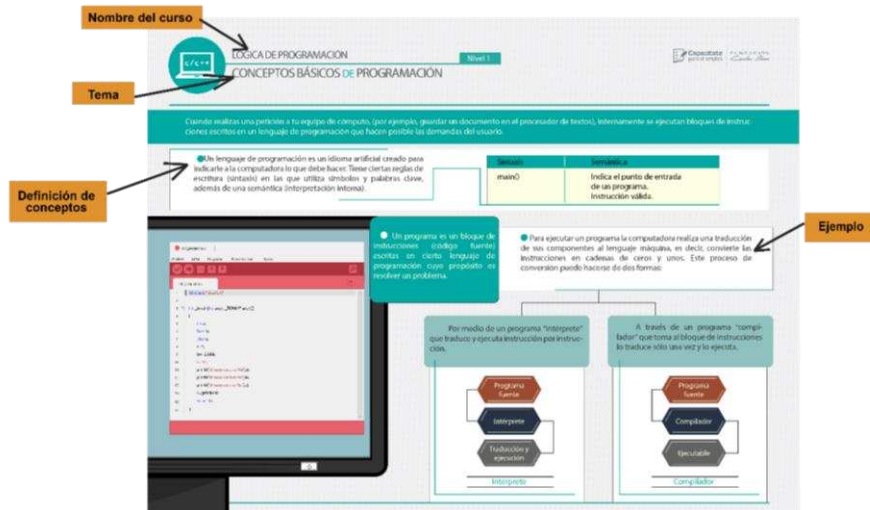 Nombre del curso
LÓGICA DE PROGRAMACIÓN
Nivel 1
Capacítate
para el empleo
c/c++
CONCEPTOS BÁSICOS DE PROGRAMACIÓN
Tema
Cuando realizas una petición a tu equipo de cómputo, (por ejemplo, guardar un documento en el procesador de textos), internamente se ejecutan bloques de instruc-
ciones escritos en un lenguaje de programación que hacen posible las demandas del usuario.
Un lenguaje de programación es un idioma artificial creado para
indicarle a la computadora lo que debe hacer. Tiene ciertas reglas de
escritura (sintaxis) en las que utiliza símbolos y palabras clave,
además de una semántica (interpretación interna).
Sintaxis
Semántica
main()
Indica el punto de entrada
de un programa.
Instrucción válida.
Definición de
conceptos
Ejemplo
Un programa es un bloque de
instrucciones (código fuente)
escritas en cierto lenguaje de
programación cuyo propósito es
resolver un problema.
Para ejecutar un programa la computadora realiza una traducción
de sus componentes al lenguaje máquina, es decir, convierte las
instrucciones en cadenas de ceros y unos. Este proceso de
conversión puede hacerse de dos formas:
Por medio de un programa "intérprete"
que traduce y ejecuta instrucción por instruc-
ción.
A través de un programa "compi-
lador" que toma al bloque de instrucciones
lo traduce sólo una vez y lo ejecuta.
Programa
fuente
Intérprete
Traducción y
ejecución
Intérprete
Programa
fuente
Compilador
Ejecutable
Compilador